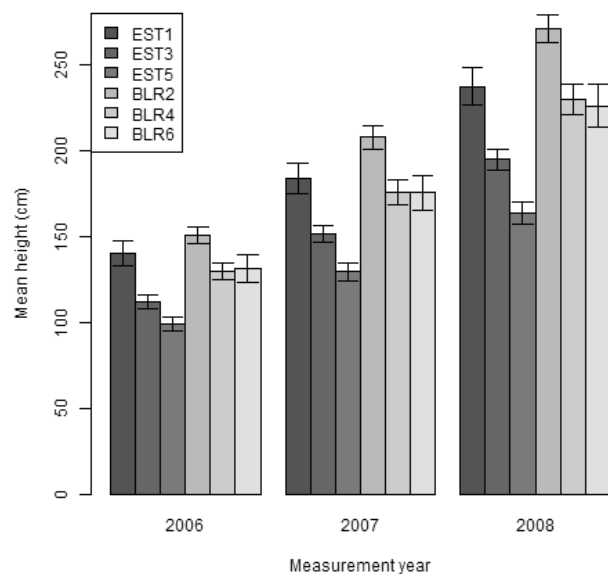 EST1
EST3
EST5
BLR2
BLR4
BLR6
Mean height (cm)
250
200
150
100
50
0
2006 2007 2008
Measurement year